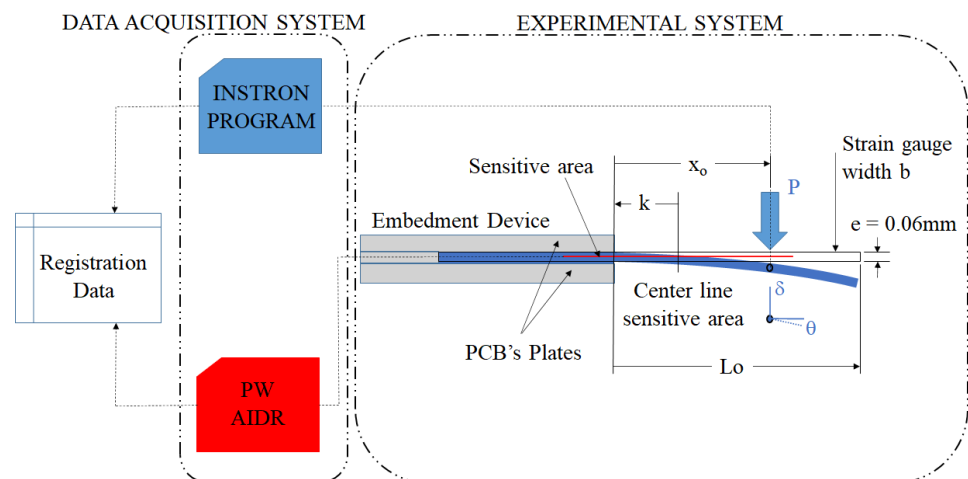 DATA ACQUISITION SYSTEM
EXPERIMENTAL SYSTEM
INSTRON
PROGRAM
Registration
Data
PW
AIDR
Sensitive area
xo
k
P
Strain gauge
width b
Embedment Device
e = 0.06mm
Center line
sensitive area
δ
θ
PCB's Plates
Lo